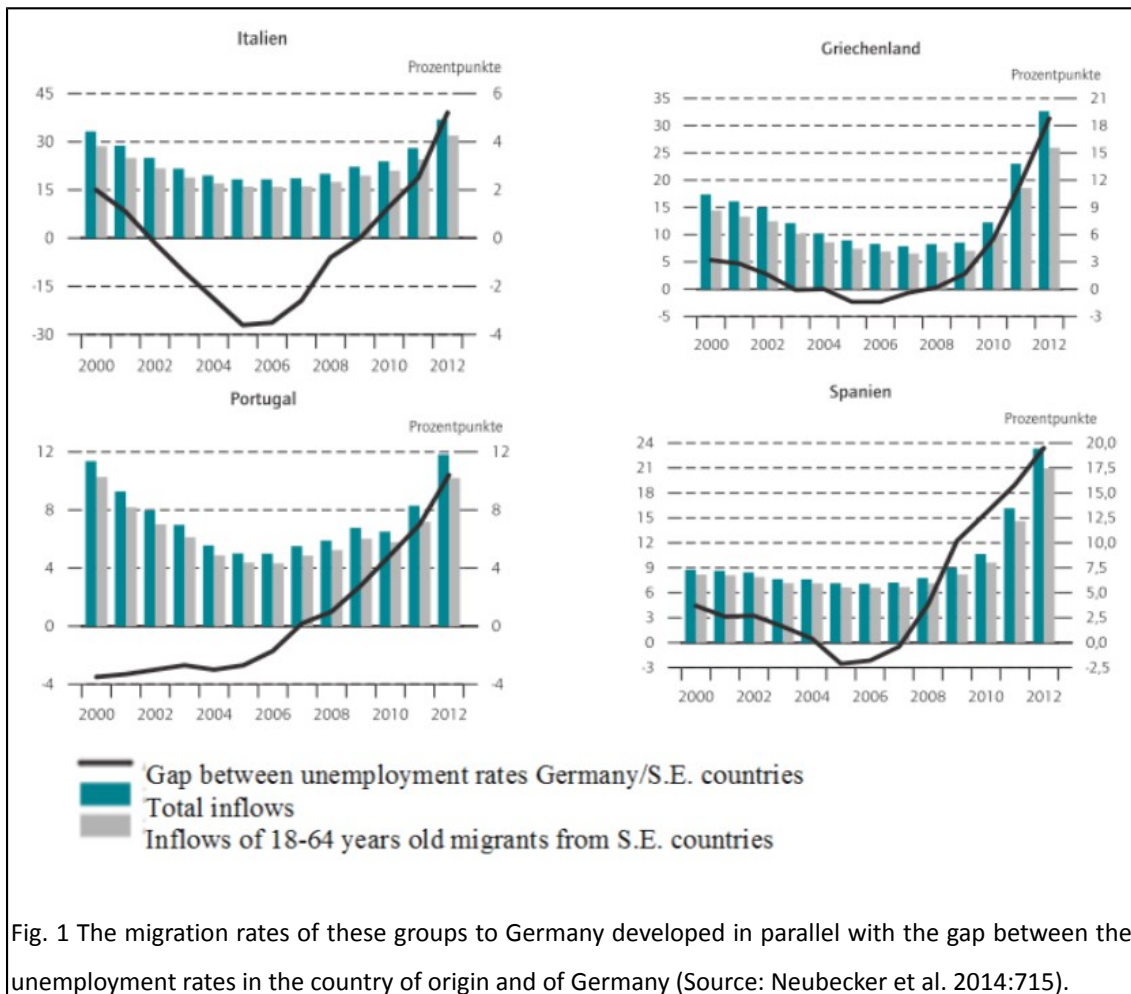 Italien
Prozentpunkte
45 6
30 4
15 2
0 0
-15 -2
-30 -4
2000 2002 2004 2006 2008 2010 2012
Griechenland
Prozentpunkte
35 21
30 18
25 15
20 12
15 9
10 6
5 3
0 0
-5 -3
2000 2002 2004 2006 2008 2010 2012
Portugal
Prozentpunkte
12 12
8 8
4 4
0 0
-4 -4
2000 2002 2004 2006 2008 2010 2012
Spanien
Prozentpunkte
24 20,0
21 17,5
18 15,0
15 12,5
12 10,0
9 7,5
6 5,0
3 2,5
0 0,0
-3 -2,5
2000 2002 2004 2006 2008 2010 2012
Gap between unemployment rates Germany/S.E. countries
Total inflows
Inflows of 18-64 years old migrants from S.E. countries
Fig. 1 The migration rates of these groups to Germany developed in parallel with the gap between the
unemployment rates in the country of origin and of Germany (Source: Neubecker et al. 2014:715).